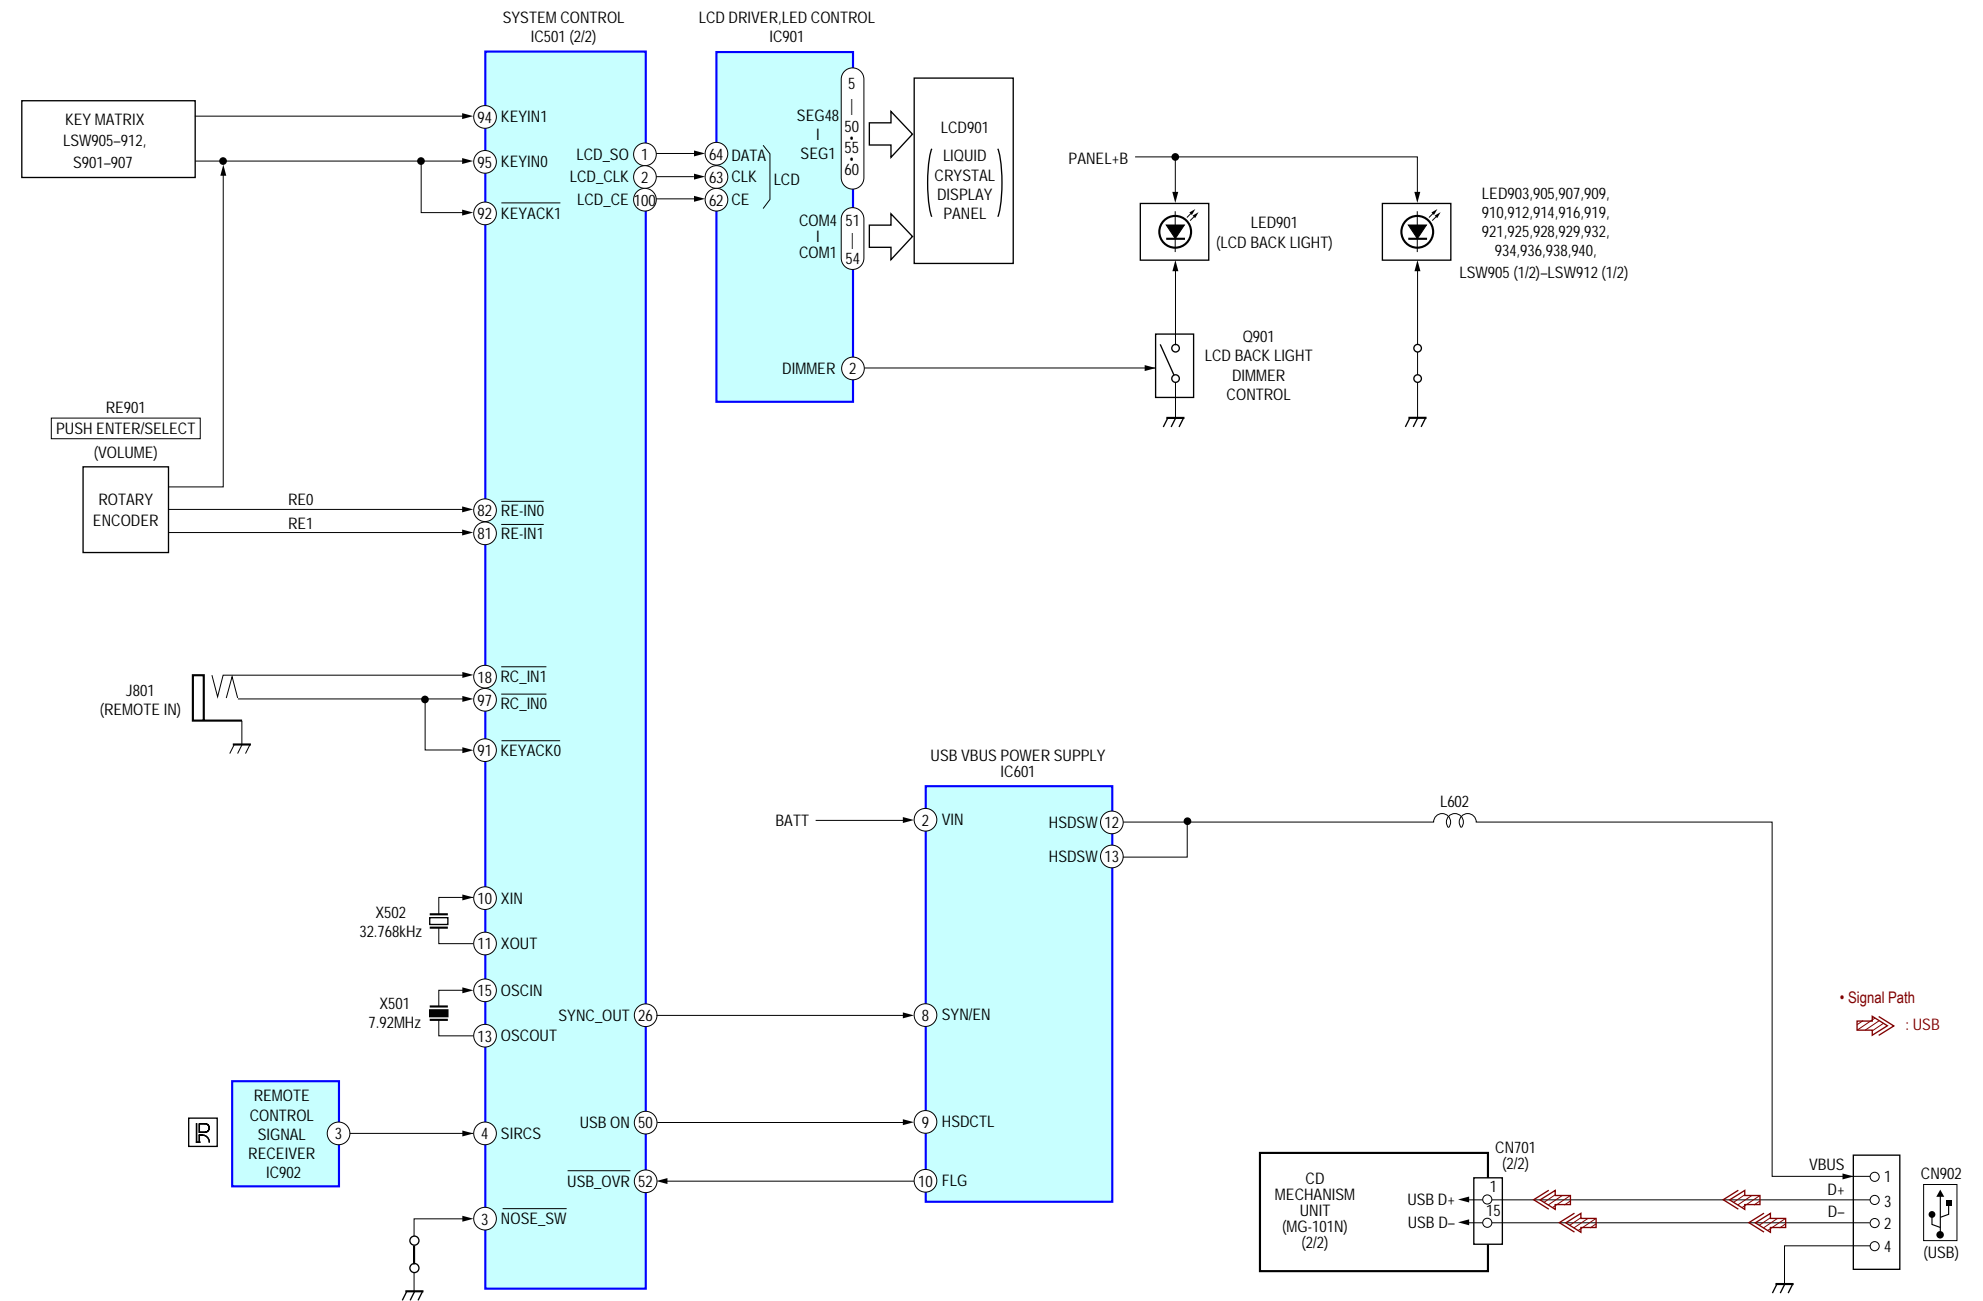 SYSTEM CONTROL
IC501 (2/2)
LCD DRIVER,LED CONTROL
IC901
KEY MATRIX
LSW905–912,
S901–907
94 KEYIN1
95 KEYIN0
92 KEYACK1
LCD_SO 1
LCD_CLK 2
LCD_CE 100
64 DATA
63 CLK
62 CE
LCD
SEG48
SEG1
5
50
55
60
COM4
COM1
51
54
DIMMER 2
LCD901
LIQUID
CRYSTAL
DISPLAY
PANEL
PANEL+B
LED901
(LCD BACK LIGHT)
LED903,905,907,909,
910,912,914,916,919,
921,925,928,929,932,
934,936,938,940,
LSW905 (1/2)–LSW912 (1/2)
Q901
LCD BACK LIGHT
DIMMER
CONTROL
RE901
PUSH ENTER/SELECT
(VOLUME)
ROTARY
ENCODER
RE0
RE1
82 RE-IN0
81 RE-IN1
J801
(REMOTE IN)
18 RC_IN1
97 RC_IN0
91 KEYACK0
X502
32.768kHz
10 XIN
11 XOUT
X501
7.92MHz
15 OSCIN
13 OSCOUT
R
REMOTE
CONTROL
SIGNAL
RECEIVER
IC902
3
4 SIRCS
3 NOSE_SW
SYNC_OUT 26
USB ON 50
USB_OVR 52
USB VBUS POWER SUPPLY
IC601
BATT
2 VIN
HSDSW 12
HSDSW 13
8 SYN/EN
9 HSDCTL
10 FLG
L602
• Signal Path
: USB
CD
MECHANISM
UNIT
(MG-101N)
(2/2)
USB D+
USB D–
CN701
(2/2)
1
15
VBUS
D+
D–
1
3
2
4
CN902
(USB)